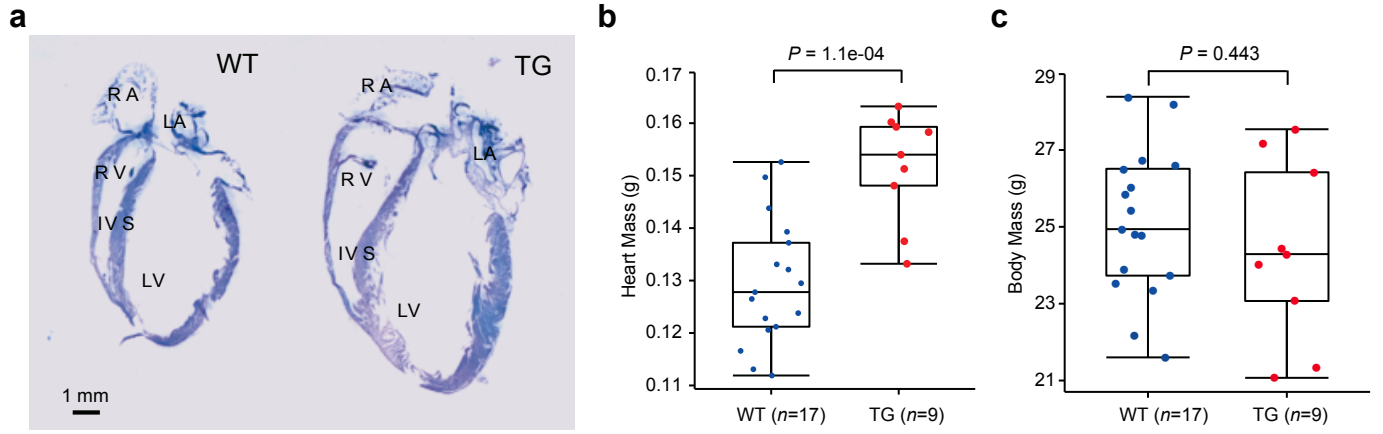 a
WT
TG
R A
LA
R V
IV S
LV
R A
LA
R V
IV S
LV
1 mm
b
P = 1.1e-04
Heart Mass (g)
0.17
0.16
0.15
0.14
0.13
0.12
0.11
WT (n=17)
TG (n=9)
c
P = 0.443
Body Mass (g)
29
27
25
23
21
WT (n=17)
TG (n=9)